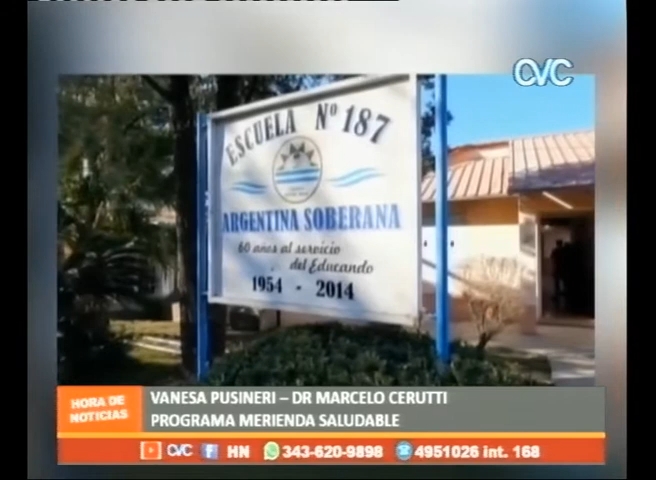 CVC
ESCUELA Nº 187
ARGENTINA SOBERANA
60 años al servicio
del Educando
1954 - 2014
HORA DE
NOTICIAS
VANESA PUSINERI – DR MARCELO CERUTTI
PROGRAMA MERIENDA SALUDABLE
CVC f HN 343-620-9898 4951026 int. 168